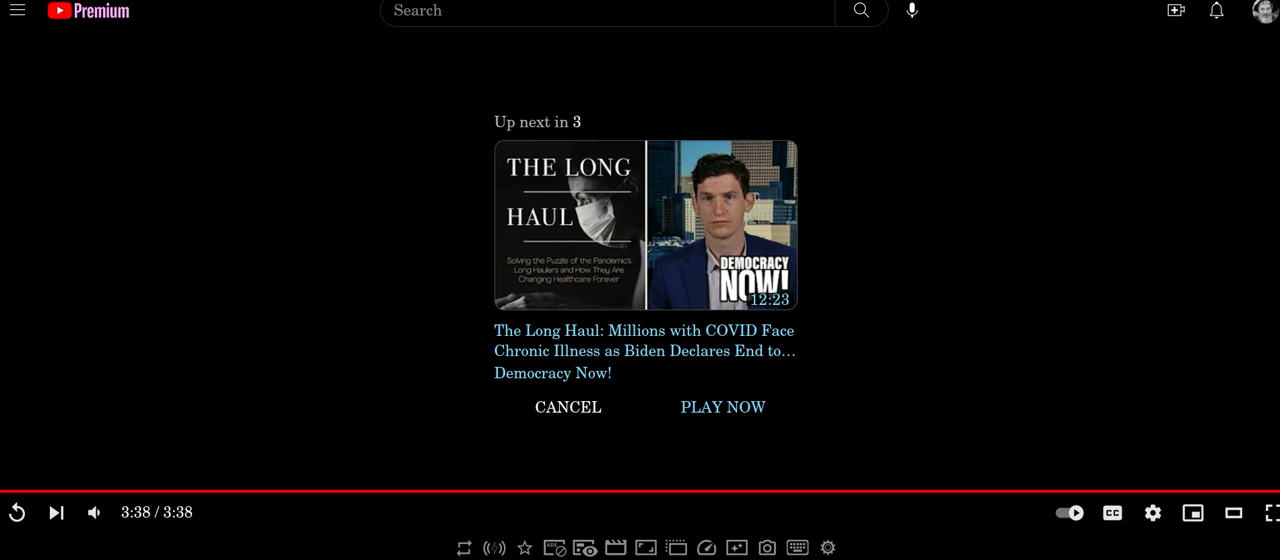 Premium
Search
Up next in 3
THE LONG
HAUL
Solving the Puzzle of the Pandemic's
Long Haulers and How They Are
Changing Healthcare Forever
DEMOCRACY
NOW!
12:23
The Long Haul: Millions with COVID Face
Chronic Illness as Biden Declares End to...
Democracy Now!
CANCEL PLAY NOW
3:38 / 3:38
CC
ADS